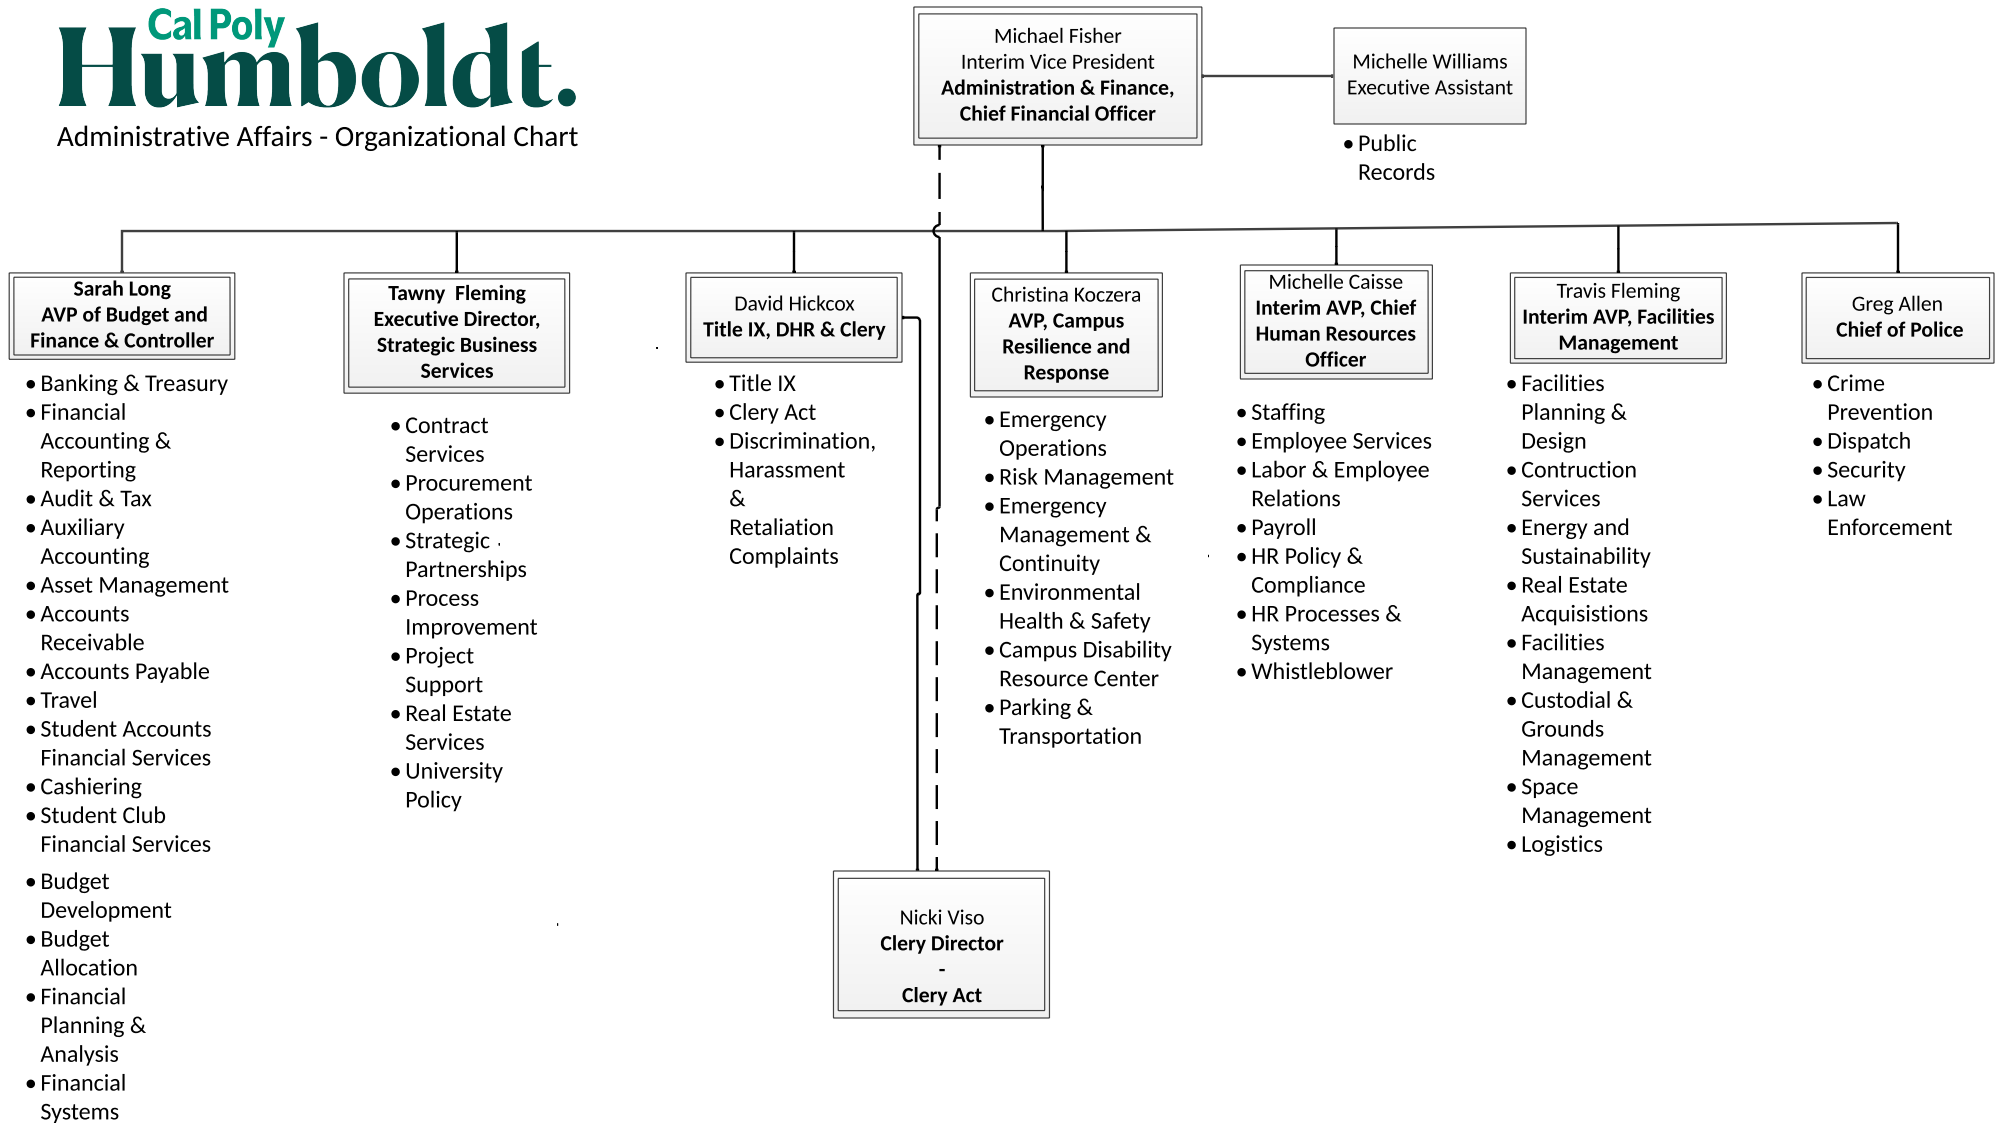 Cal Poly
Humboldt.
Administrative Affairs - Organizational Chart
Michael Fisher
Interim Vice President
Administration & Finance,
Chief Financial Officer
Michelle Williams
Executive Assistant
• Public
Records
Sarah Long
AVP of Budget and
Finance & Controller
• Banking & Treasury
• Financial
Accounting &
Reporting
• Audit & Tax
• Auxiliary
Accounting
• Asset Management
• Accounts
Receivable
• Accounts Payable
• Travel
• Student Accounts
Financial Services
• Cashiering
• Student Club
Financial Services
• Budget
Development
• Budget
Allocation
• Financial
Planning &
Analysis
• Financial
Systems
Tawny Fleming
Executive Director,
Strategic Business
Services
• Contract
Services
• Procurement
Operations
• Strategic
Partnerships
• Process
Improvement
• Project
Support
• Real Estate
Services
• University
Policy
David Hickcox
Title IX, DHR & Clery
• Title IX
• Clery Act
• Discrimination,
Harassment
&
Retaliation
Complaints
Nicki Viso
Clery Director
-
Clery Act
Christina Koczera
AVP, Campus
Resilience and
Response
• Emergency
Operations
• Risk Management
• Emergency
Management &
Continuity
• Environmental
Health & Safety
• Campus Disability
Resource Center
• Parking &
Transportation
Michelle Caisse
Interim AVP, Chief
Human Resources
Officer
• Staffing
• Employee Services
• Labor & Employee
Relations
• Payroll
• HR Policy &
Compliance
• HR Processes &
Systems
• Whistleblower
Travis Fleming
Interim AVP, Facilities
Management
• Facilities
Planning &
Design
• Contruction
Services
• Energy and
Sustainability
• Real Estate
Acquisistions
• Facilities
Management
• Custodial &
Grounds
Management
• Space
Management
• Logistics
Greg Allen
Chief of Police
• Crime
Prevention
• Dispatch
• Security
• Law
Enforcement